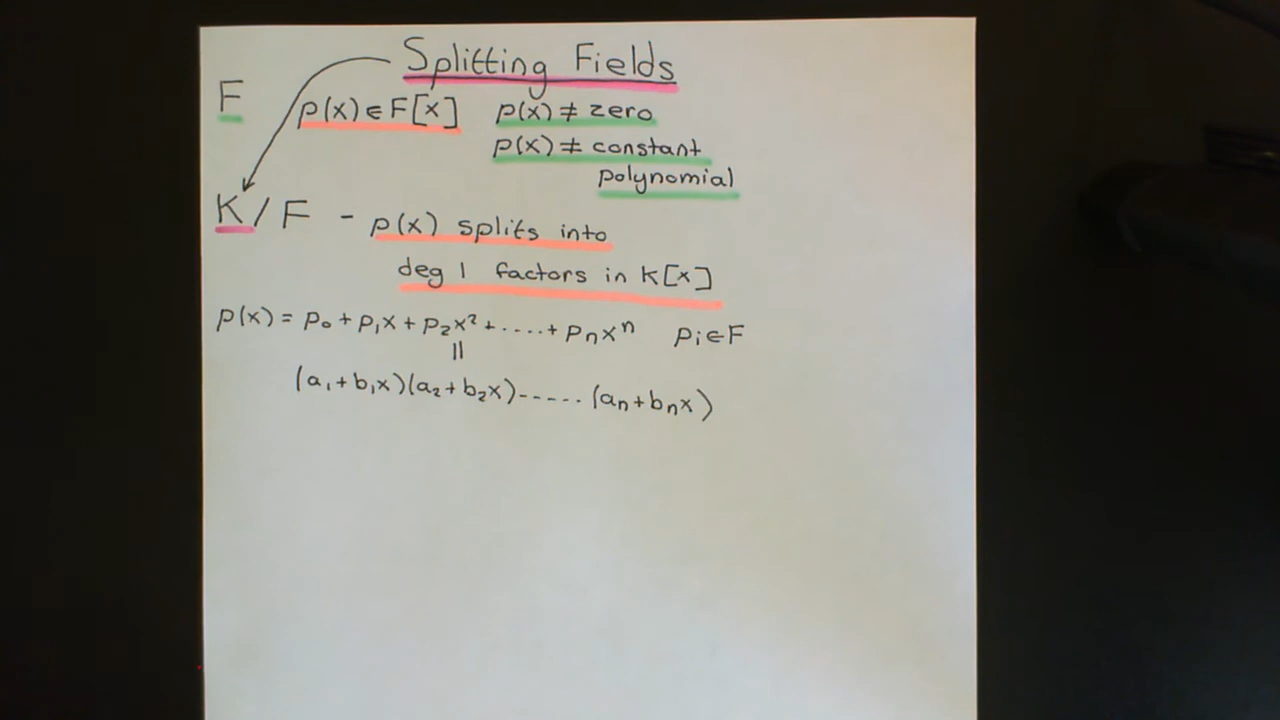 Splitting Fields
F
p(x) ∈ F[x] p(x) ≠ zero
p(x) ≠ constant
polynomial
K/F - p(x) splits into
deg 1 factors in K[x]
p(x) = p₀ + p₁x + p₂x² + ..... + pₙxⁿ pᵢ ∈ F
||
(a₁ + b₁x)(a₂ + b₂x) ------ (aₙ + bₙx)